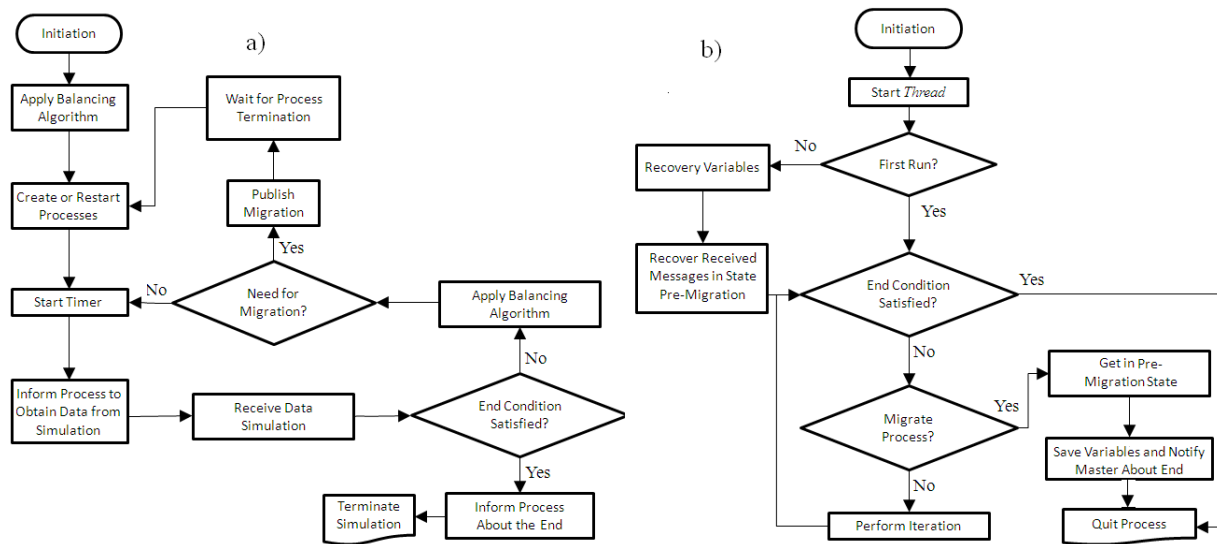 a)
Initiation
Apply Balancing
Algorithm
Create or Restart
Processes
Start Timer
Inform Process to
Obtain Data from
Simulation
Receive Data
Simulation
End Condition
Satisfied?
No
Apply Balancing
Algorithm
Need for
Migration?
No
Yes
Publish
Migration
Wait for Process
Termination
Yes
Inform Process
About the End
Terminate
Simulation
b)
Initiation
Start Thread
First Run?
No
Recovery Variables
Recover Received
Messages in State
Pre-Migration
Yes
End Condition
Satisfied?
Yes
No
Migrate
Process?
Yes
Get in Pre-
Migration State
Save Variables and Notify
Master About End
Quit Process
No
Perform Iteration